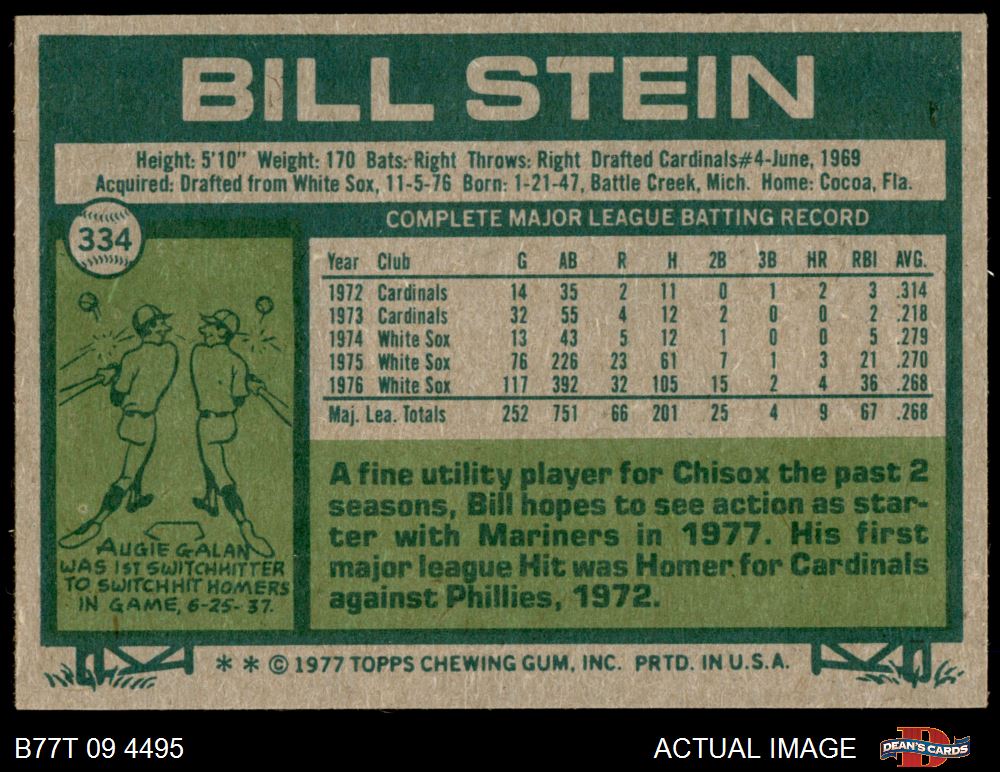 BILL STEIN
Height: 5'10" Weight: 170 Bats: Right Throws: Right Drafted Cardinals#4-June, 1969
Acquired: Drafted from White Sox, 11-5-76 Born: 1-21-47, Battle Creek, Mich. Home: Cocoa, Fla.
334
COMPLETE MAJOR LEAGUE BATTING RECORD
Year Club G AB R H 2B 3B HR RBI AVG.
1972 Cardinals 14 35 2 11 0 1 2 3 .314
1973 Cardinals 32 55 4 12 2 0 0 2 .218
1974 White Sox 13 43 5 12 1 0 0 5 .279
1975 White Sox 76 226 23 61 7 1 3 21 .270
1976 White Sox 117 392 32 105 15 2 4 36 .268
Maj. Lea. Totals 252 751 66 201 25 4 9 67 .268
A fine utility player for Chisox the past 2
seasons, Bill hopes to see action as star-
ter with Mariners in 1977. His first
major league Hit was Homer for Cardinals
against Phillies, 1972.
AUGIE GALAN
WAS 1ST SWITCHHITTER
TO SWITCHHIT HOMERS
IN GAME, 6-25-37.
* * © 1977 TOPPS CHEWING GUM, INC. PRTD. IN U.S.A.
B77T 09 4495
ACTUAL IMAGE
D
DEAN'S CARDS